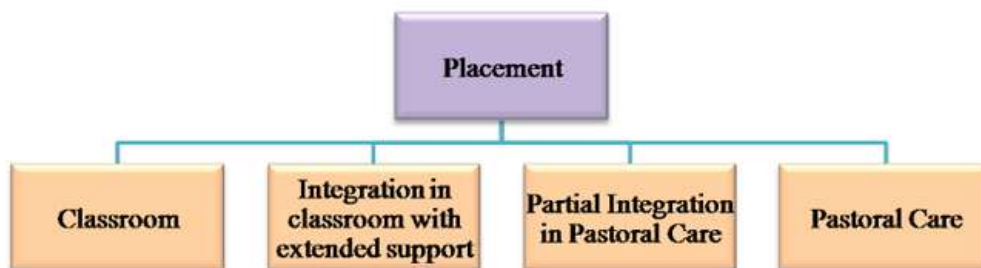 Placement
Classroom
Integration in
classroom with
extended support
Partial Integration
in Pastoral Care
Pastoral Care